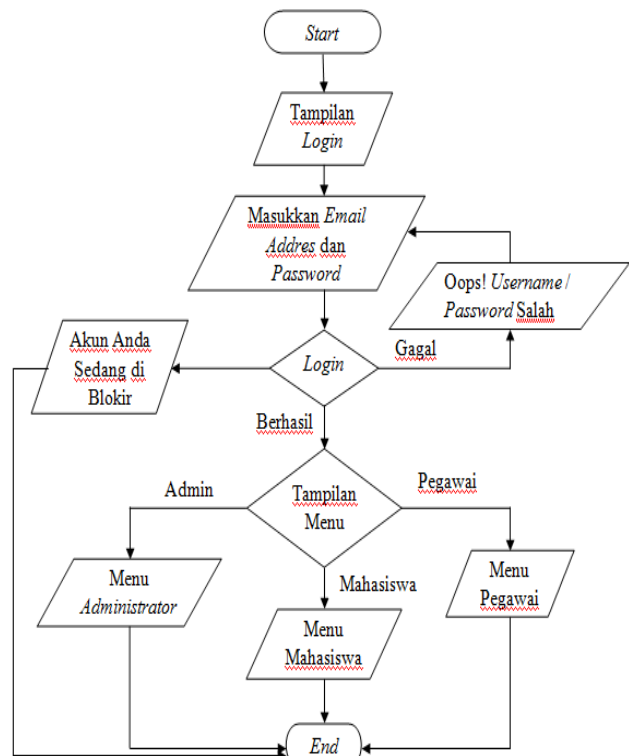 Start
Tampilan
Login
Masukkan Email
Addres dan
Password
Oops! Username /
Password Salah
Akun Anda
Sedang di
Blokir
Login
Gagal
Berhasil
Admin
Tampilan
Menu
Pegawai
Menu
Administrator
Mahasiswa
Menu
Pegawai
Menu
Mahasiswa
End